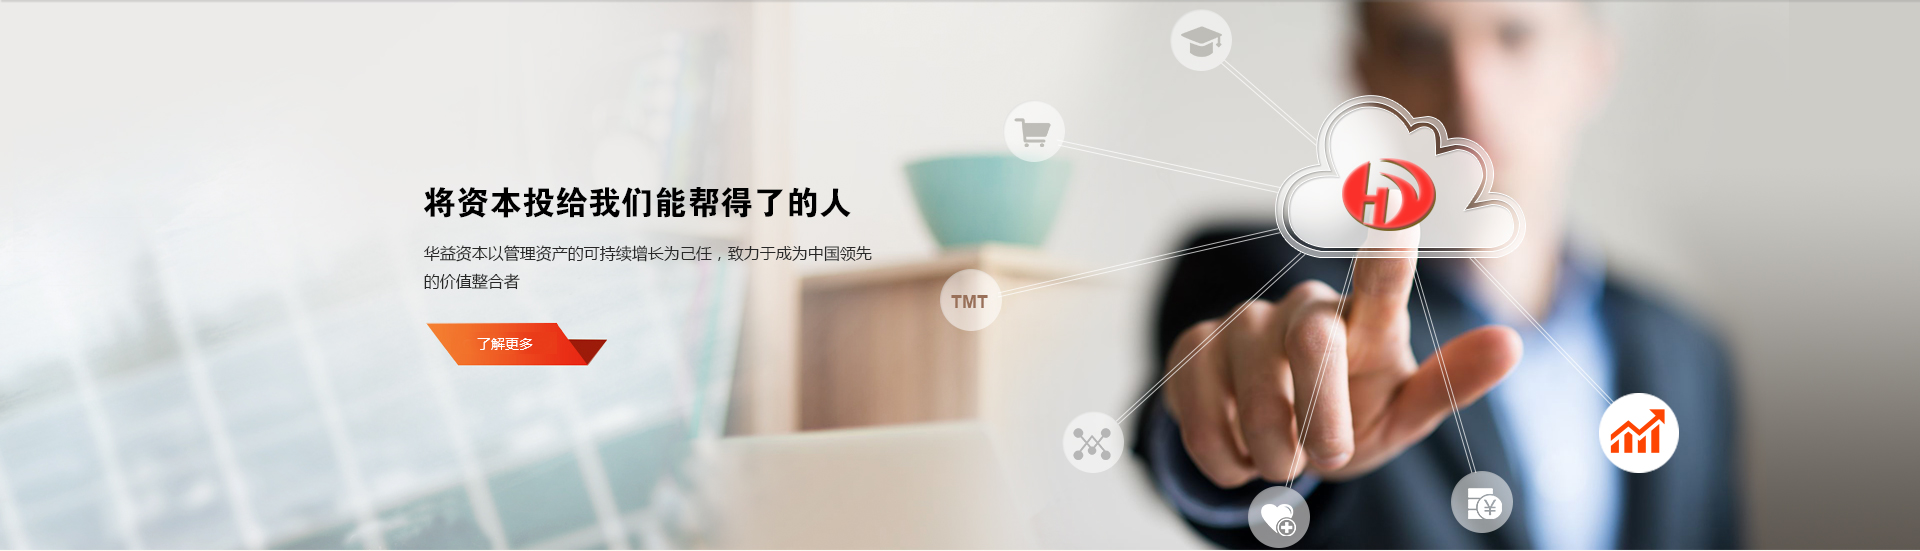 将资本投给我们能帮得了的人
华益资本以管理资产的可持续增长为己任，致力于成为中国领先
的价值整合者
了解更多
TMT